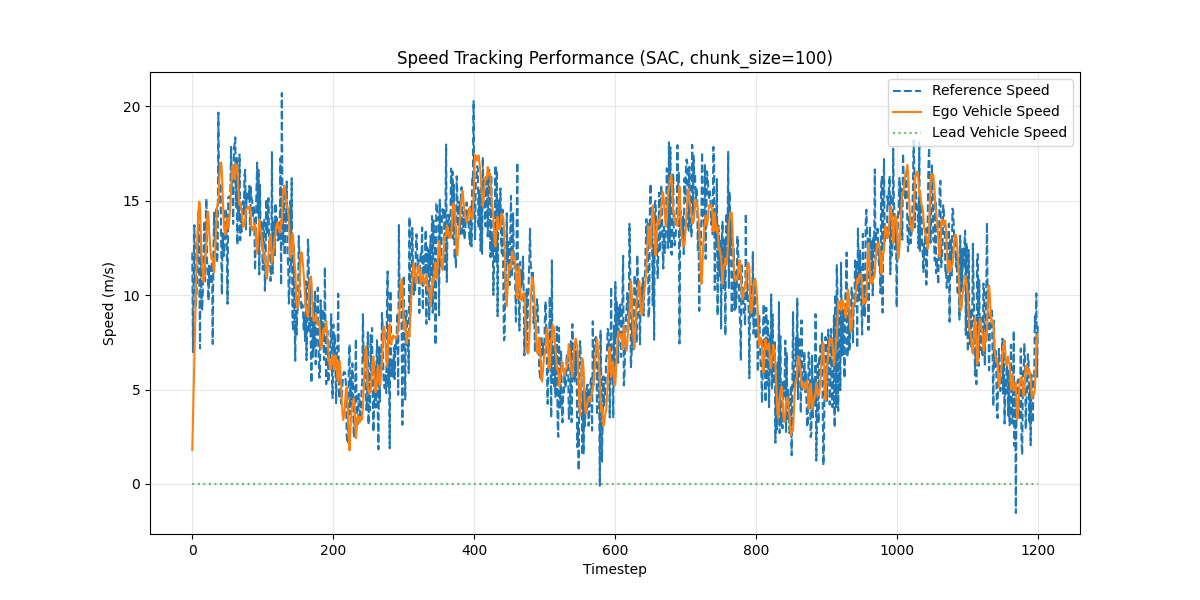 Speed Tracking Performance (SAC, chunk_size=100)
Reference Speed
Ego Vehicle Speed
Lead Vehicle Speed
Speed (m/s)
20
15
10
5
0
0 200 400 600 800 1000 1200
Timestep